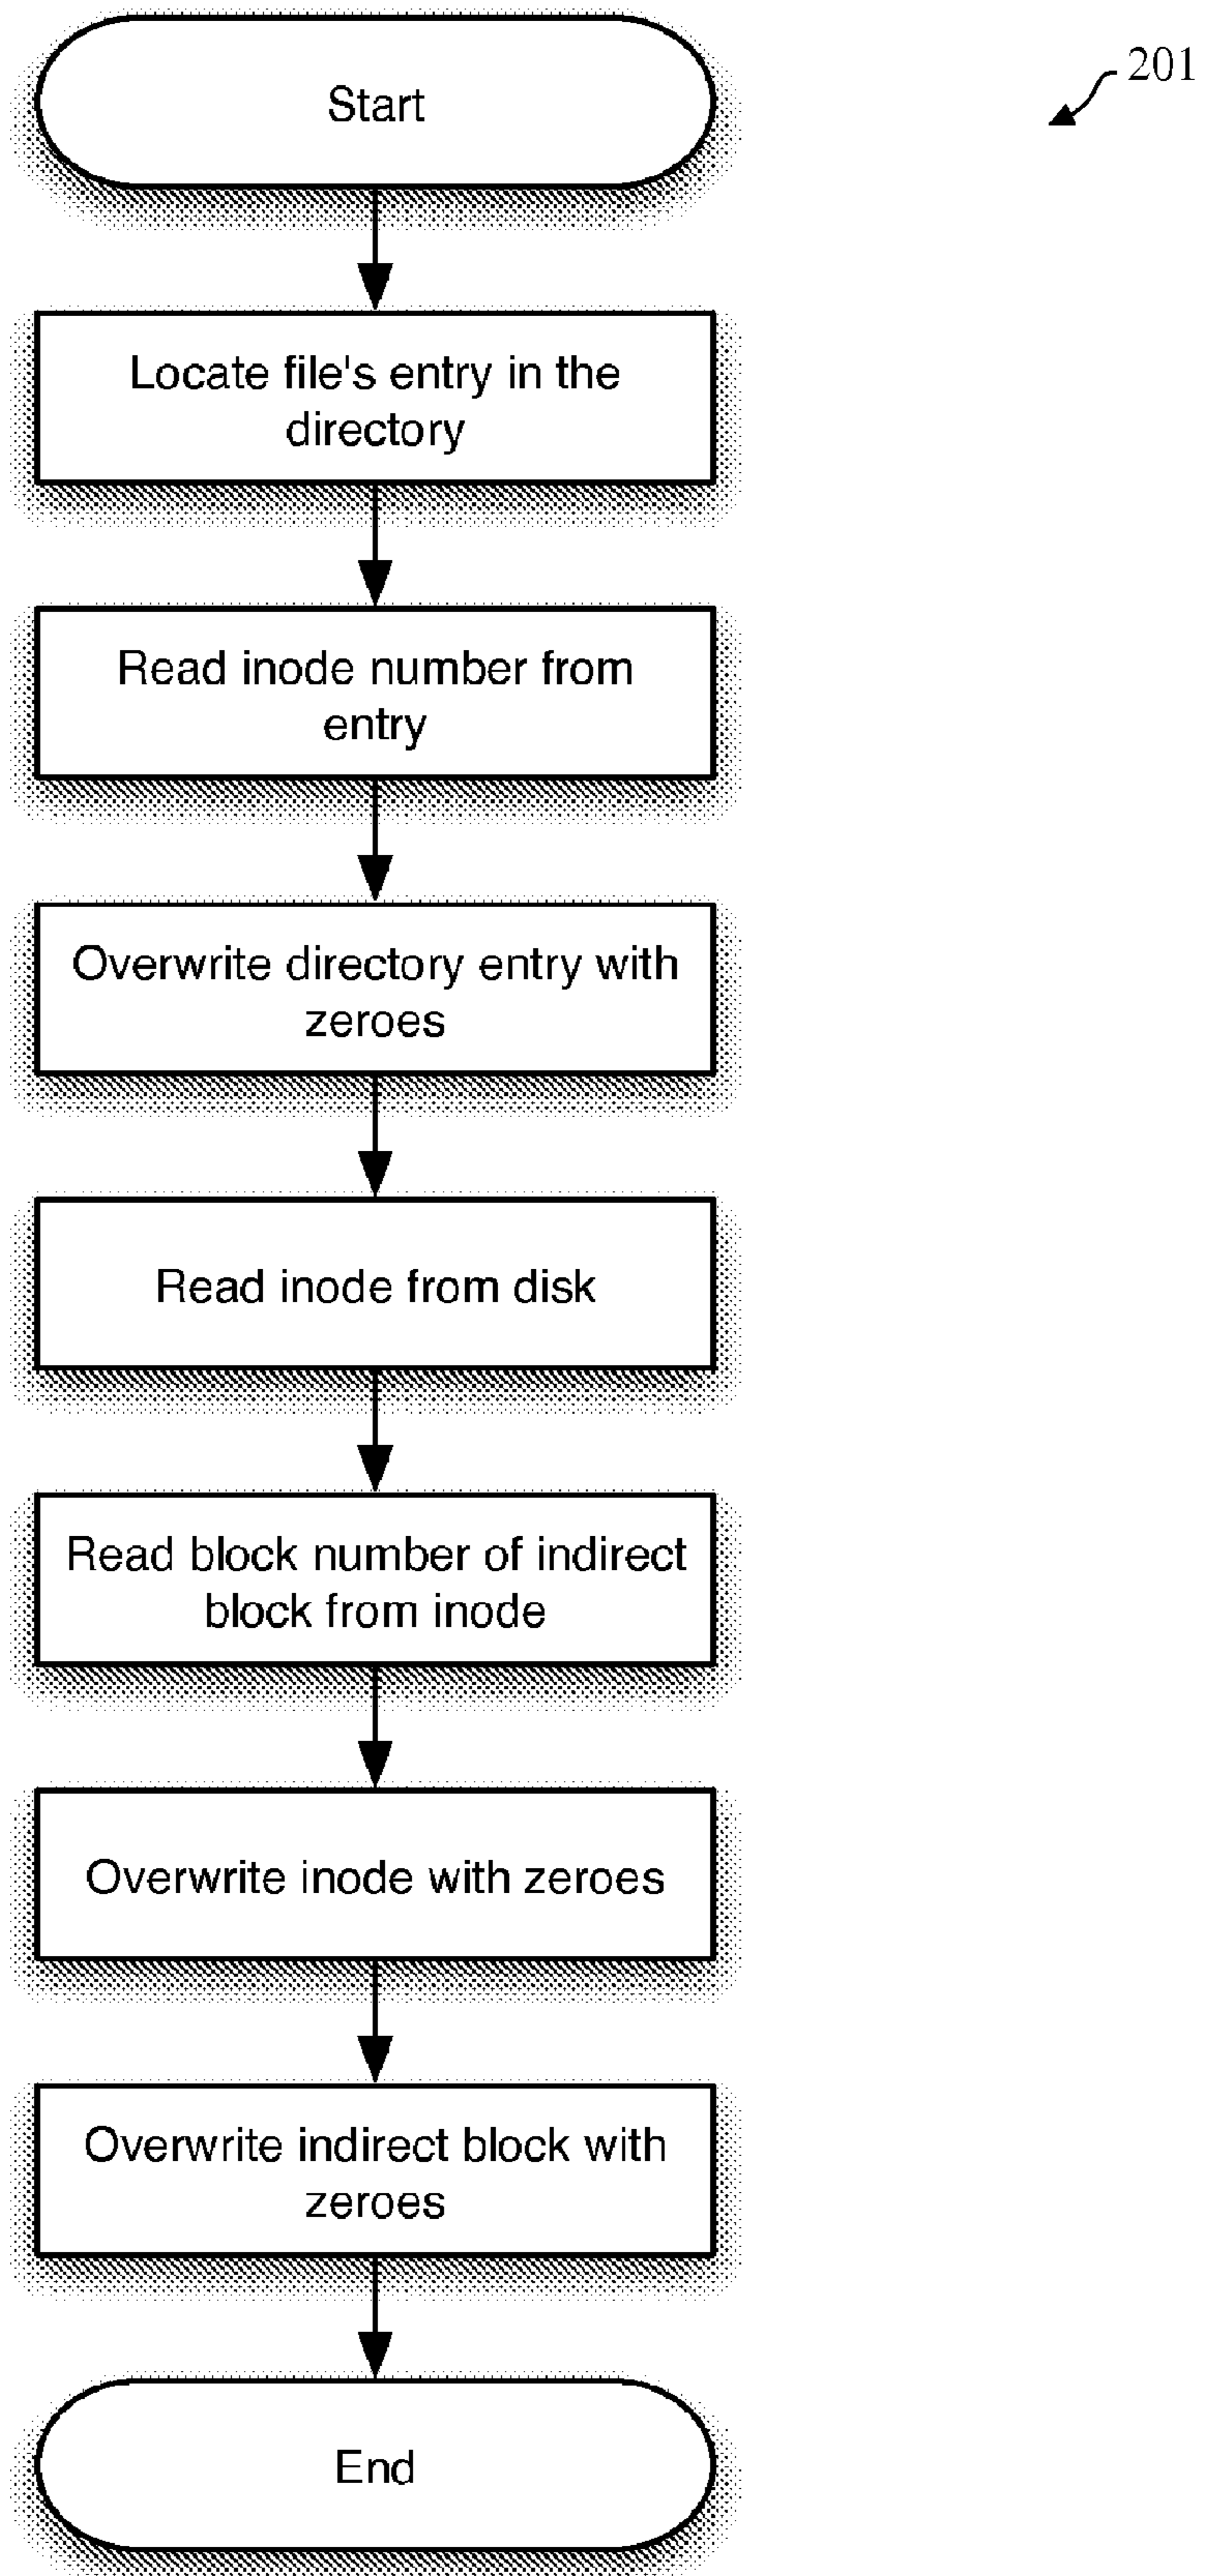 Start
201
Locate file's entry in the
directory
Read inode number from
entry
Overwrite directory entry with
zeroes
Read inode from disk
Read block number of indirect
block from inode
Overwrite inode with zeroes
Overwrite indirect block with
zeroes
End